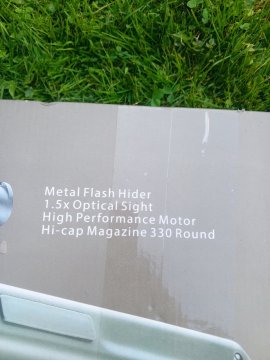 Metal Flash Hider
1.5x Optical Sight
High Performance Motor
Hi-cap Magazine 330 Round